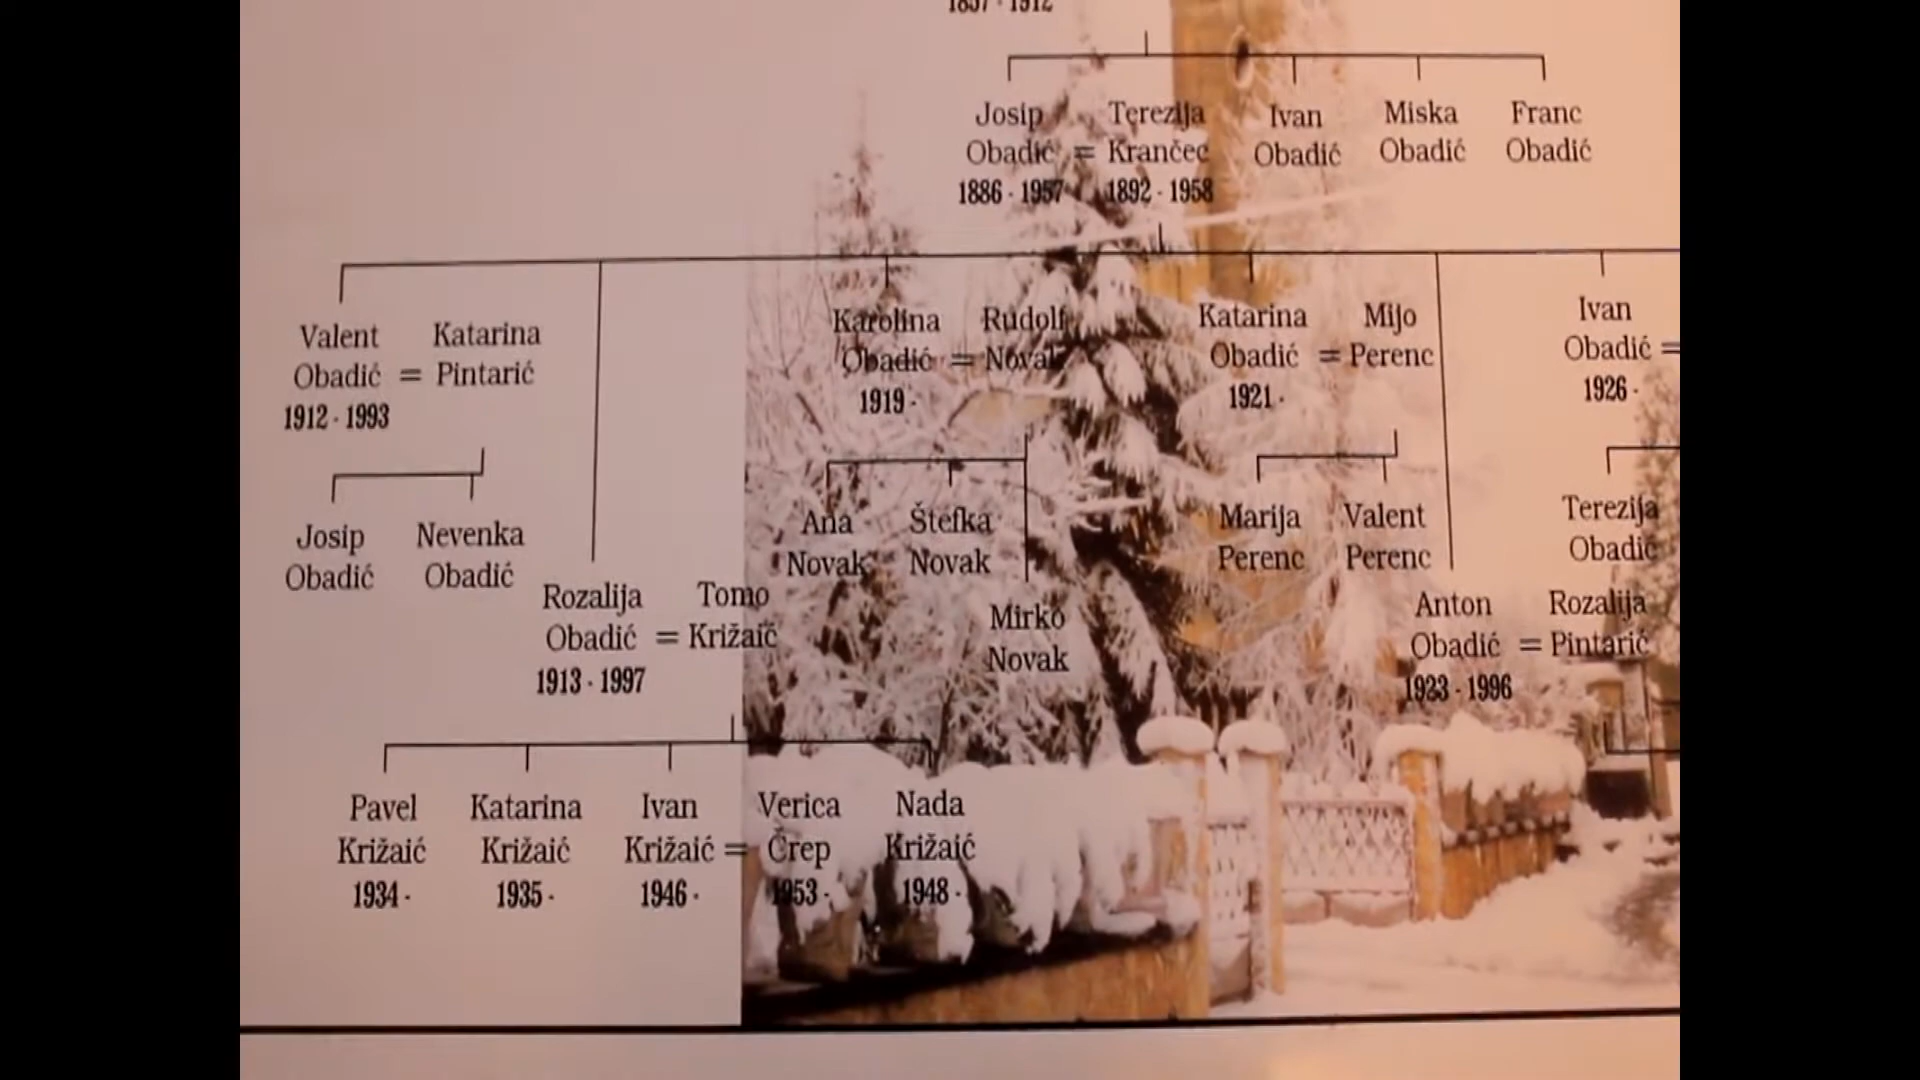 1857 - 1912
Josip Terezija Ivan Miska Franc
Obadić = Krančec Obadić Obadić Obadić
1886 - 1957 1892 - 1958
Valent Katarina Karolina Rudolf Katarina Mijo Ivan
Obadić = Pintarić Obadić = Novak Obadić = Perenc Obadić =
1912 - 1993 1919 - 1921 - 1926 -
Josip Nevenka Ana Štefka Marija Valent Terezija
Obadić Obadić Novak Novak Perenc Perenc Obadić
Rozalija Tomo Mirko Anton Rozalija
Obadić = Križaić Novak Obadić = Pintarić
1913 - 1997 1923 - 1996
Pavel Katarina Ivan Verica Nada
Križaić Križaić Križaić = Črep Križaić
1934 - 1935 - 1946 - 1953 - 1948 -